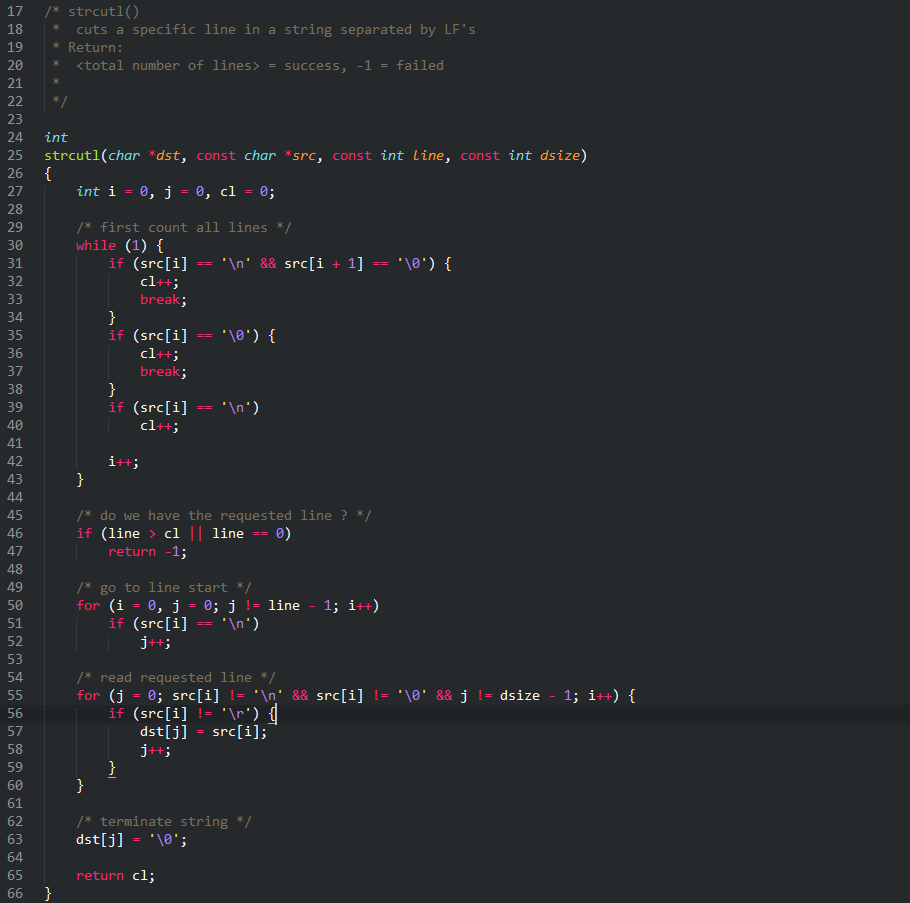 17 /* strcutl()
18  *  cuts a specific line in a string separated by LF's
19  * Return:
20  *  <total number of lines> = success, -1 = failed
21  *
22  */
23
24 int
25 strcutl(char *dst, const char *src, const int line, const int dsize)
26 {
27     int i = 0, j = 0, cl = 0;
28
29     /* first count all lines */
30     while (1) {
31         if (src[i] == '\n' && src[i + 1] == '\0') {
32             cl++;
33             break;
34         }
35         if (src[i] == '\0') {
36             cl++;
37             break;
38         }
39         if (src[i] == '\n')
40             cl++;
41
42         i++;
43     }
44
45     /* do we have the requested line ? */
46     if (line > cl || line == 0)
47         return -1;
48
49     /* go to line start */
50     for (i = 0, j = 0; j != line - 1; i++)
51         if (src[i] == '\n')
52             j++;
53
54     /* read requested line */
55     for (j = 0; src[i] != '\n' && src[i] != '\0' && j != dsize - 1; i++) {
56         if (src[i] != '\r') {
57             dst[j] = src[i];
58             j++;
59         }
60     }
61
62     /* terminate string */
63     dst[j] = '\0';
64
65     return cl;
66 }